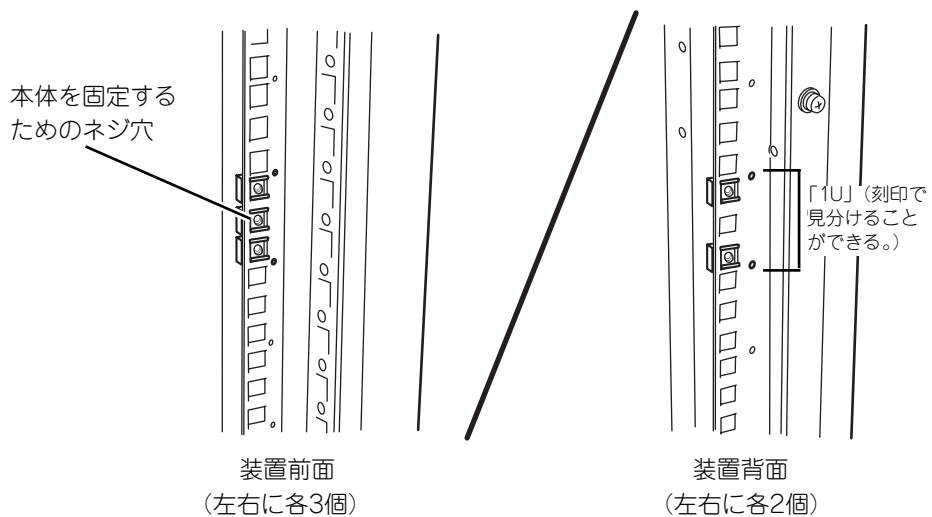 本体を固定する
ためのネジ穴
「1U」（刻印で
見分けること
ができる。）
装置前面
（左右に各3個）
装置背面
（左右に各2個）